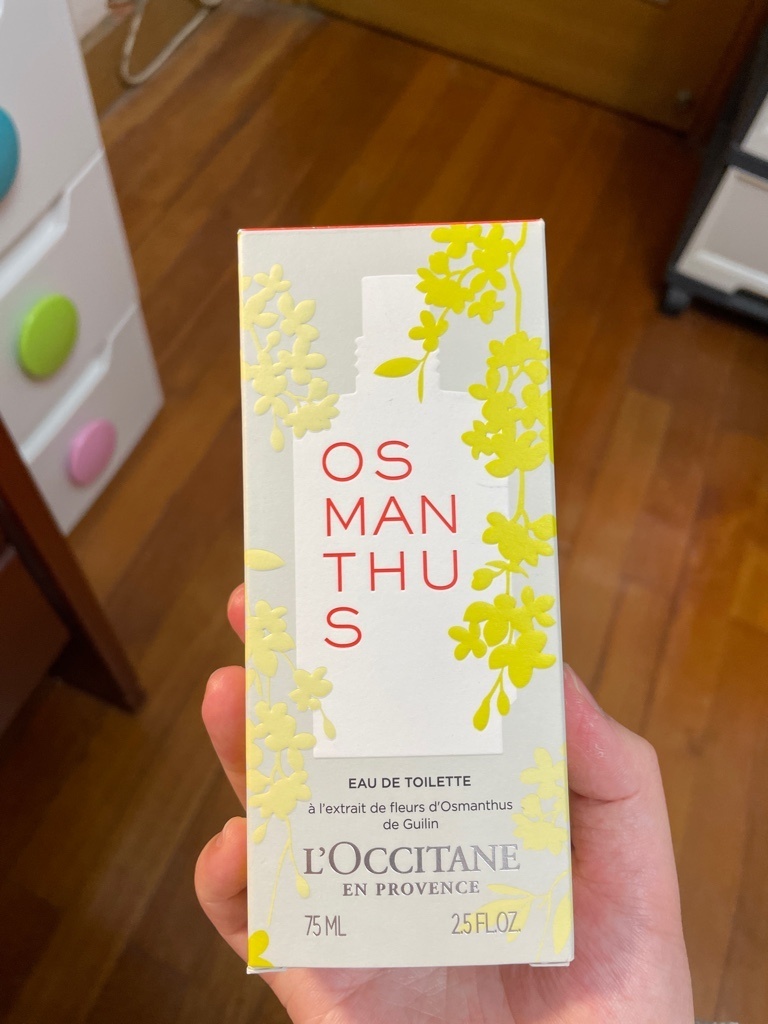 OS
MAN
THU
S
EAU DE TOILETTE
à l'extrait de fleurs d'Osmanthus
de Guilin
L'OCCITANE
EN PROVENCE
75 ML 2.5 FL.OZ.